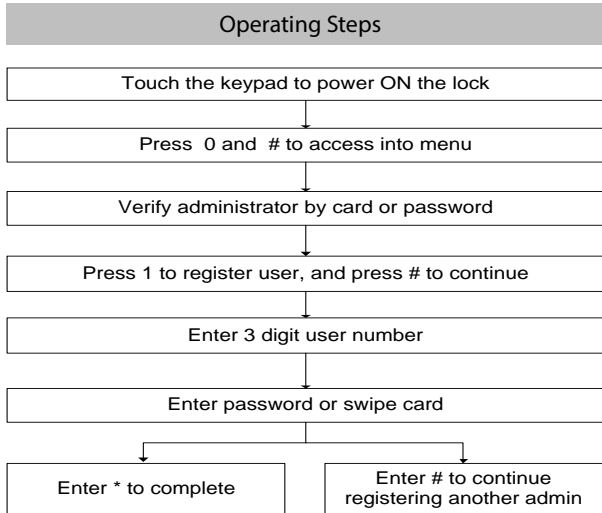 Operating Steps
Touch the keypad to power ON the lock
Press 0 and # to access into menu
Verify administrator by card or password
Press 1 to register user, and press # to continue
Enter 3 digit user number
Enter password or swipe card
Enter * to complete
Enter # to continue
registering another admin